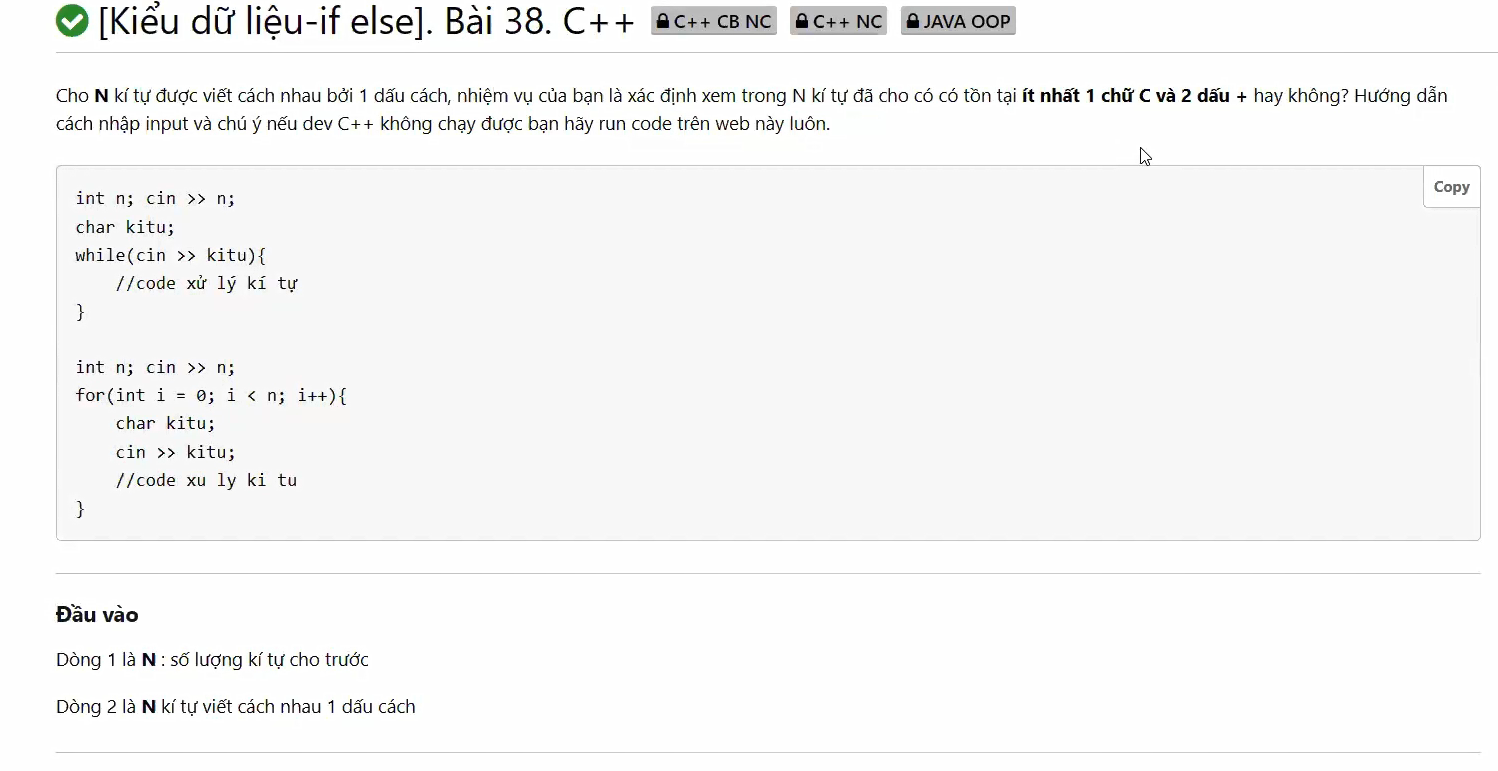 [Kiểu dữ liệu-if else]. Bài 38. C++ C++ CB NC C++ NC JAVA OOP
Cho N kí tự được viết cách nhau bởi 1 dấu cách, nhiệm vụ của bạn là xác định xem trong N kí tự đã cho có có tồn tại ít nhất 1 chữ C và 2 dấu + hay không? Hướng dẫn
cách nhập input và chú ý nếu dev C++ không chạy được bạn hãy run code trên web này luôn.
Copy
int n; cin >> n;
char kitu;
while(cin >> kitu){
    //code xử lý kí tự
}
int n; cin >> n;
for(int i = 0; i < n; i++){
    char kitu;
    cin >> kitu;
    //code xu ly ki tu
}
Đầu vào
Dòng 1 là N : số lượng kí tự cho trước
Dòng 2 là N kí tự viết cách nhau 1 dấu cách